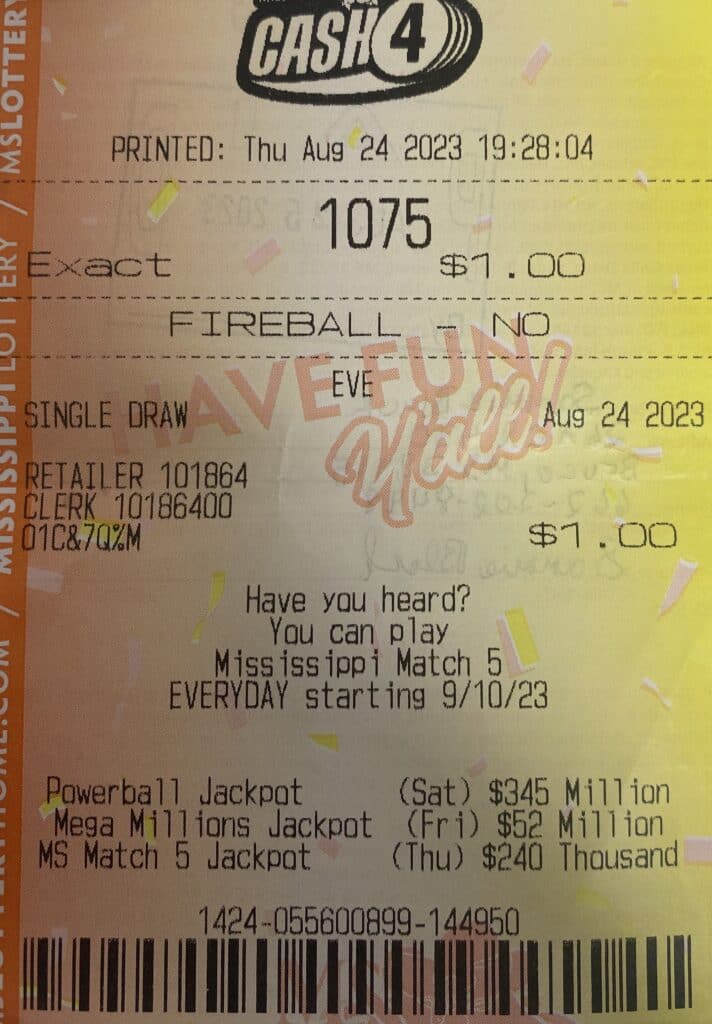 CASH 4
PRINTED: Thu Aug 24 2023 19:28:04
1075
Exact $1.00
FIREBALL - NO
HAVE FUN
Y'all!
EVE
SINGLE DRAW Aug 24 2023
RETAILER 101864
CLERK 10186400
01C&7Q%M $1.00
Have you heard?
You can play
Mississippi Match 5
EVERYDAY starting 9/10/23
Powerball Jackpot (Sat) $345 Million
Mega Millions Jackpot (Fri) $52 Million
MS Match 5 Jackpot (Thu) $240 Thousand
1424-055600899-144950
MISSISSIPPI LOTTERY / MSLOTTERY